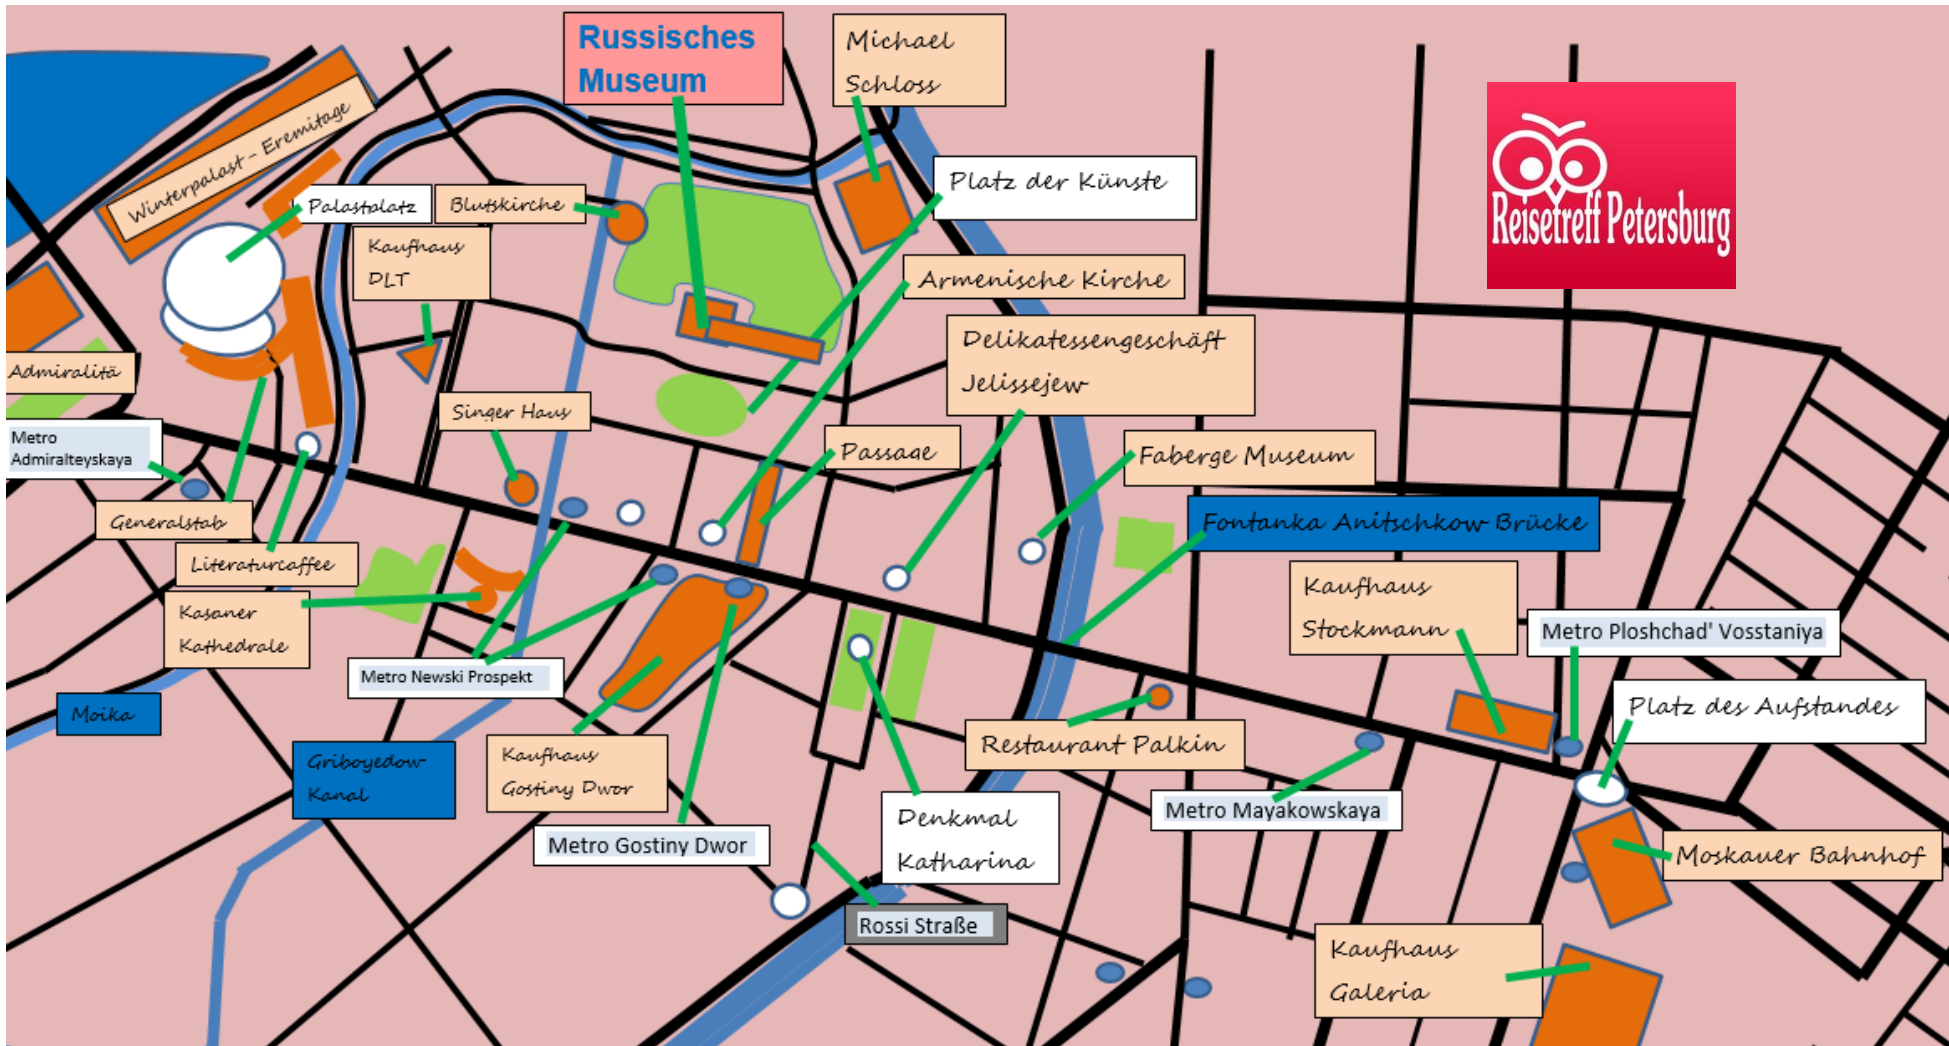 Russisches
Museum
Michael
Schloss
Reisetreff Petersburg
Winterpalast - Eremitage
Platz der Künste
Palastplatz
Blutskirche
Kaufhaus
DLT
Armenische Kirche
Delikatessengeschäft
Jelissejew
Admiralitä
Singer Haus
Metro
Admiralteyskaya
Passage
Faberge Museum
Generalstab
Fontanka Anitschkow Brücke
Literaturcaffee
Kasaner
Kathedrale
Kaufhaus
Stockmann
Metro Ploshchad' Vosstaniya
Metro Newski Prospekt
Moika
Platz des Aufstandes
Griboyedow
Kanal
Kaufhaus
Gostiny Dwor
Restaurant Palkin
Metro Mayakowskaya
Metro Gostiny Dwor
Denkmal
Katharina
Moskauer Bahnhof
Rossi Straße
Kaufhaus
Galeria